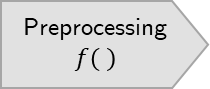 Preprocessing
f( )